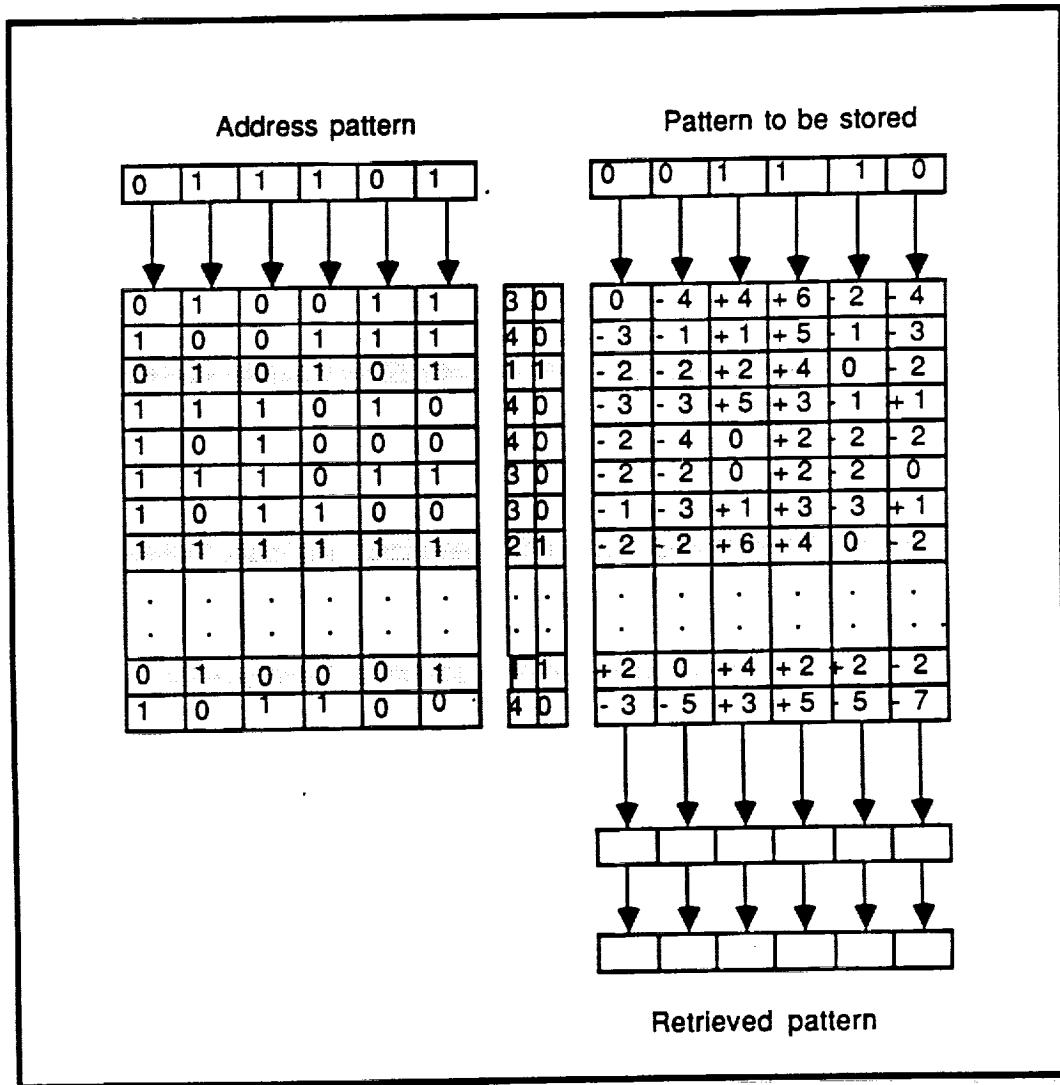 Address pattern Pattern to be stored
0 1 1 1 0 1 0 0 1 1 1 0
0 1 0 0 1 1 3 0 0 - 4 + 4 + 6 - 2 - 4
1 0 0 1 1 1 4 0 - 3 - 1 + 1 + 5 - 1 - 3
0 1 0 1 0 1 1 1 - 2 - 2 + 2 + 4 0 - 2
1 1 1 0 1 0 4 0 - 3 - 3 + 5 + 3 - 1 + 1
1 0 1 0 0 0 4 0 - 2 - 4 0 + 2 - 2 - 2
1 1 1 0 1 1 3 0 - 2 - 2 0 + 2 - 2 0
1 0 1 1 0 0 3 0 - 1 - 3 + 1 + 3 - 3 + 1
1 1 1 1 1 1 2 1 - 2 - 2 + 6 + 4 0 - 2
. . . . . . . . . . . . . .
. . . . . . . . . . . . . .
0 1 0 0 0 1 1 1 + 2 0 + 4 + 2 + 2 - 2
1 0 1 1 0 0 4 0 - 3 - 5 + 3 + 5 - 5 - 7
Retrieved pattern